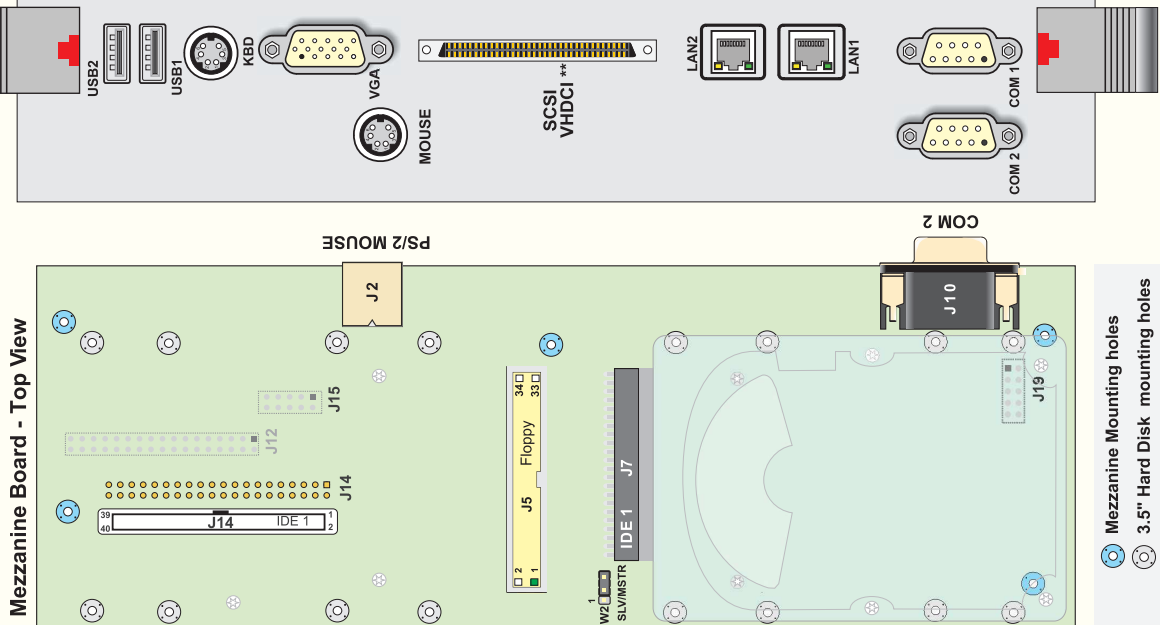 USB2
USB1
KBD
VGA
MOUSE
SCSI
VHDCI **
LAN2
LAN1
COM 1
COM 2
PS/2 MOUSE
COM 2
Mezzanine Board - Top View
J2
J10
J15
J12
J14
39
40
J14
IDE 1
1
2
34
33
Floppy
J5
2
1
J7
IDE 1
1
W2
SLV/MSTR
J19
Mezzanine Mounting holes
3.5" Hard Disk mounting holes